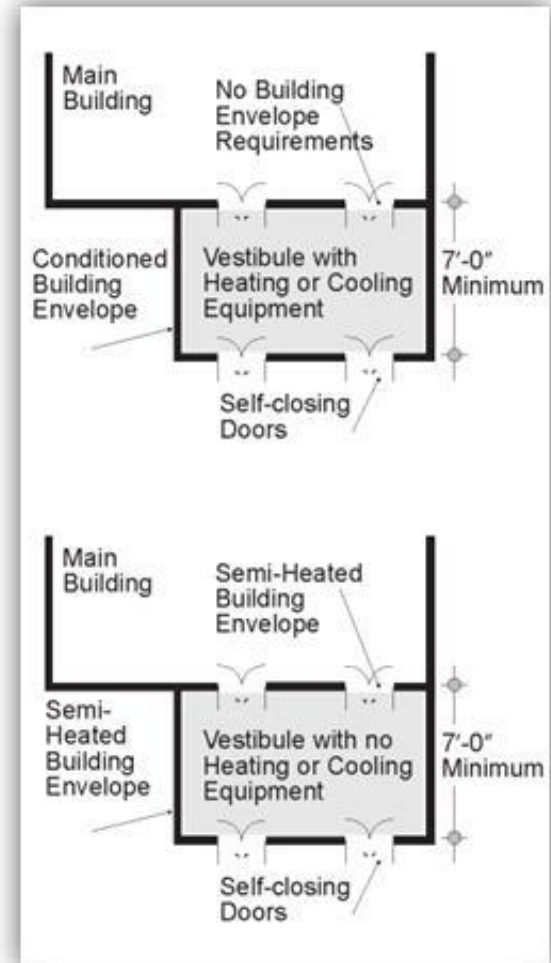 Main
Building
No Building
Envelope
Requirements
Conditioned
Building
Envelope
Vestibule with
Heating or Cooling
Equipment
7'-0"
Minimum
Self-closing
Doors
Main
Building
Semi-Heated
Building
Envelope
Semi-
Heated
Building
Envelope
Vestibule with no
Heating or Cooling
Equipment
7'-0"
Minimum
Self-closing
Doors